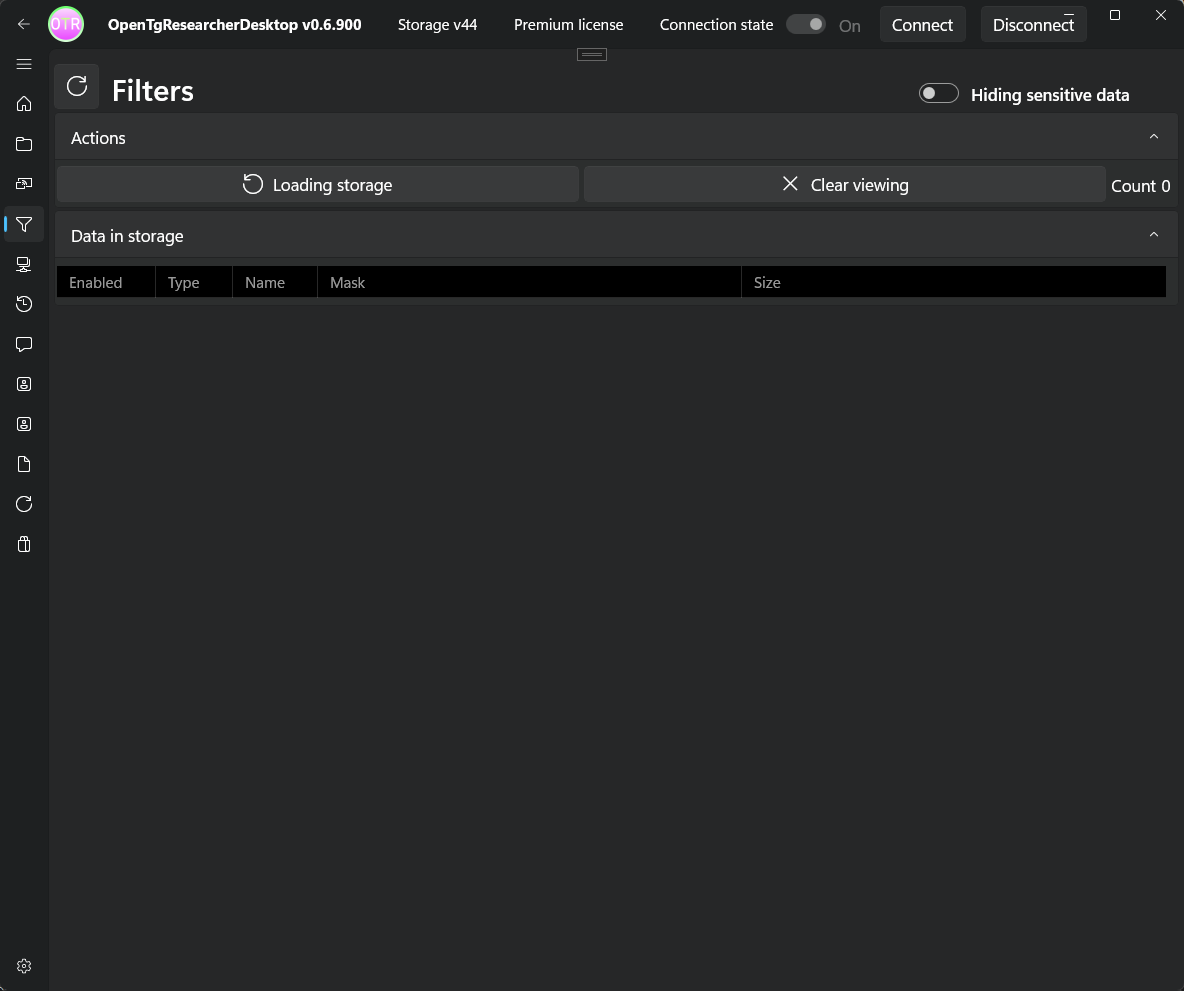 OTR OpenTgResearcherDesktop v0.6.900 Storage v44 Premium license Connection state On Connect Disconnect
Filters
Hiding sensitive data
Actions
Loading storage Clear viewing Count 0
Data in storage
Enabled Type Name Mask Size